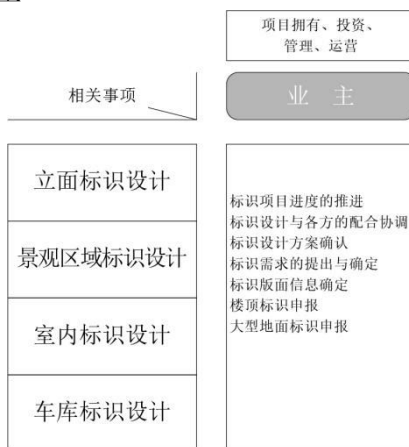 项目拥有、投资、
管理、运营
相关事项
业主
立面标识设计
景观区域标识设计
室内标识设计
车库标识设计
标识项目进度的推进
标识设计与各方的配合协调
标识设计方案确认
标识需求的提出与确定
标识版面信息确定
楼顶标识申报
大型地面标识申报